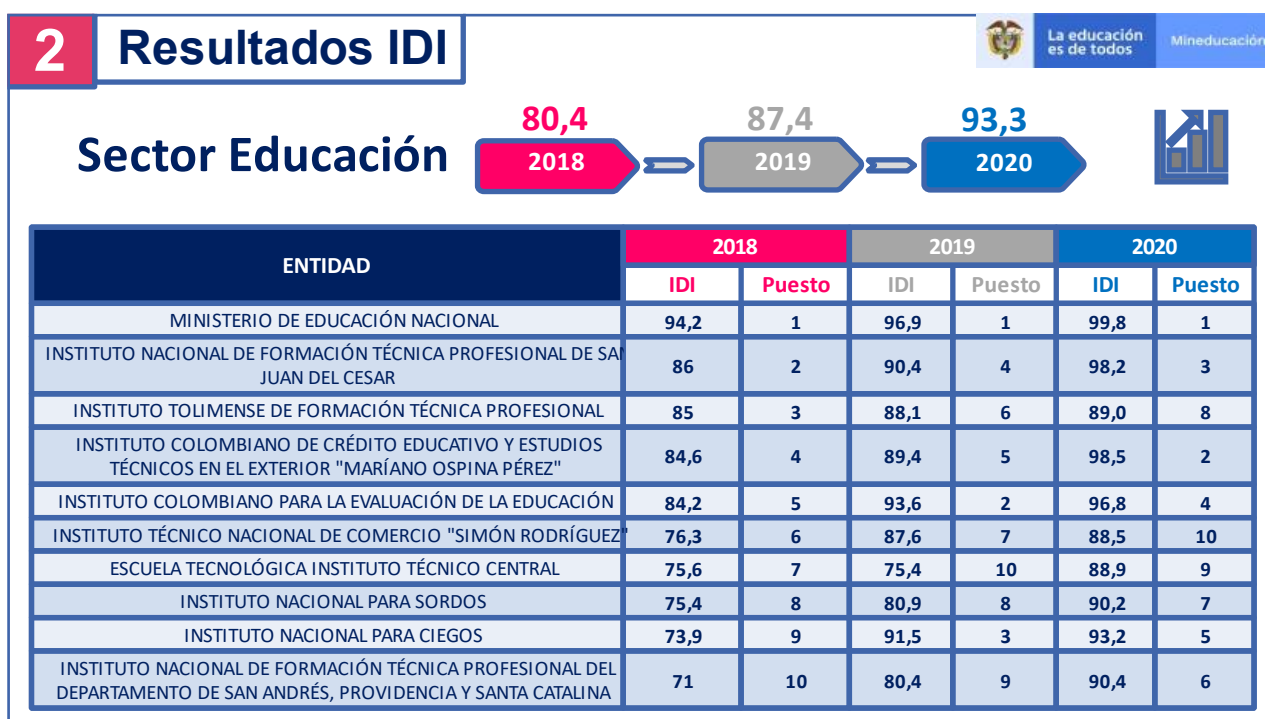 2 Resultados IDI
La educación
es de todos
Mineducación
80,4 87,4 93,3
Sector Educación 2018 2019 2020
ENTIDAD 2018 2019 2020
IDI Puesto IDI Puesto IDI Puesto
MINISTERIO DE EDUCACIÓN NACIONAL 94,2 1 96,9 1 99,8 1
INSTITUTO NACIONAL DE FORMACIÓN TÉCNICA PROFESIONAL DE SAN
JUAN DEL CESAR 86 2 90,4 4 98,2 3
INSTITUTO TOLIMENSE DE FORMACIÓN TÉCNICA PROFESIONAL 85 3 88,1 6 89,0 8
INSTITUTO COLOMBIANO DE CRÉDITO EDUCATIVO Y ESTUDIOS
TÉCNICOS EN EL EXTERIOR "MARÍANO OSPINA PÉREZ" 84,6 4 89,4 5 98,5 2
INSTITUTO COLOMBIANO PARA LA EVALUACIÓN DE LA EDUCACIÓN 84,2 5 93,6 2 96,8 4
INSTITUTO TÉCNICO NACIONAL DE COMERCIO "SIMÓN RODRÍGUEZ" 76,3 6 87,6 7 88,5 10
ESCUELA TECNOLÓGICA INSTITUTO TÉCNICO CENTRAL 75,6 7 75,4 10 88,9 9
INSTITUTO NACIONAL PARA SORDOS 75,4 8 80,9 8 90,2 7
INSTITUTO NACIONAL PARA CIEGOS 73,9 9 91,5 3 93,2 5
INSTITUTO NACIONAL DE FORMACIÓN TÉCNICA PROFESIONAL DEL
DEPARTAMENTO DE SAN ANDRÉS, PROVIDENCIA Y SANTA CATALINA 71 10 80,4 9 90,4 6